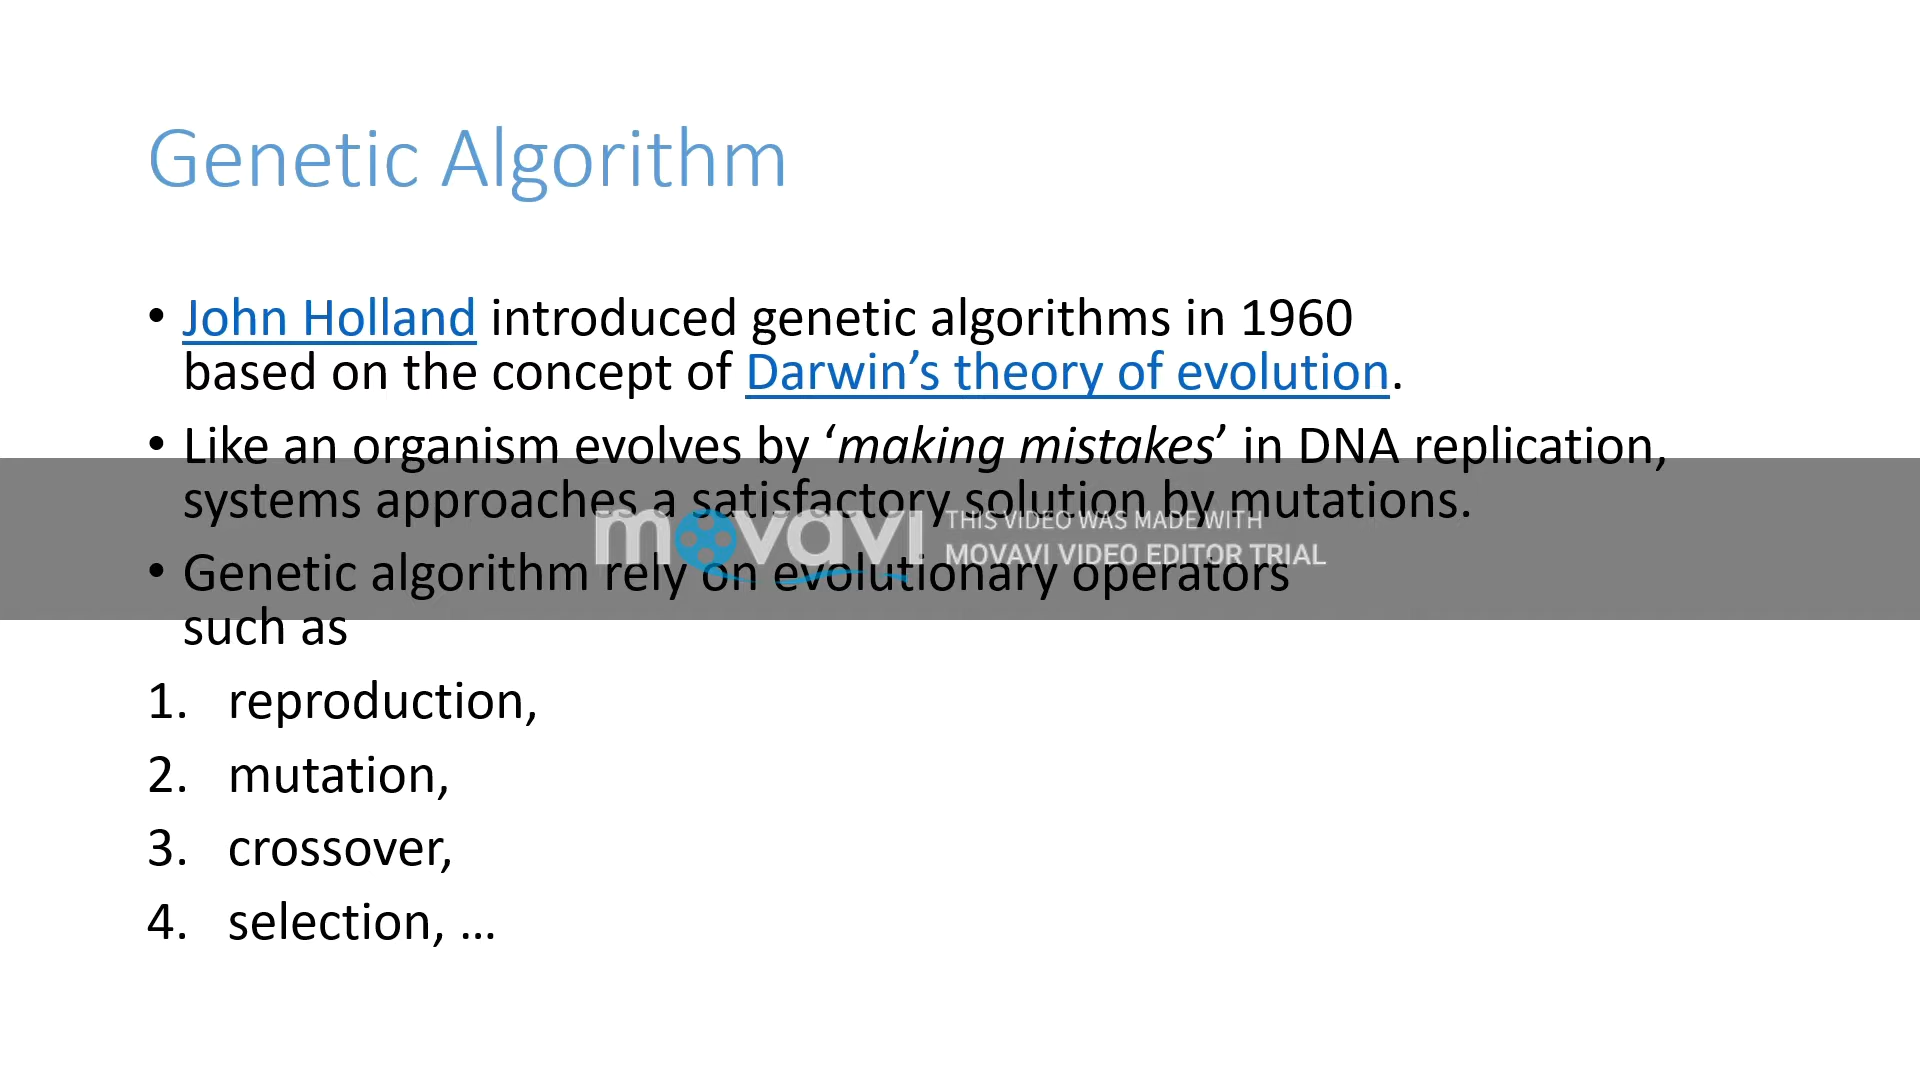 Genetic Algorithm
• John Holland introduced genetic algorithms in 1960
based on the concept of Darwin’s theory of evolution.
• Like an organism evolves by ‘making mistakes’ in DNA replication,
systems approaches a satisfactory solution by mutations.
movavi THIS VIDEO WAS MADE WITH
MOVAVI VIDEO EDITOR TRIAL
• Genetic algorithm rely on evolutionary operators
such as
1. reproduction,
2. mutation,
3. crossover,
4. selection, ...